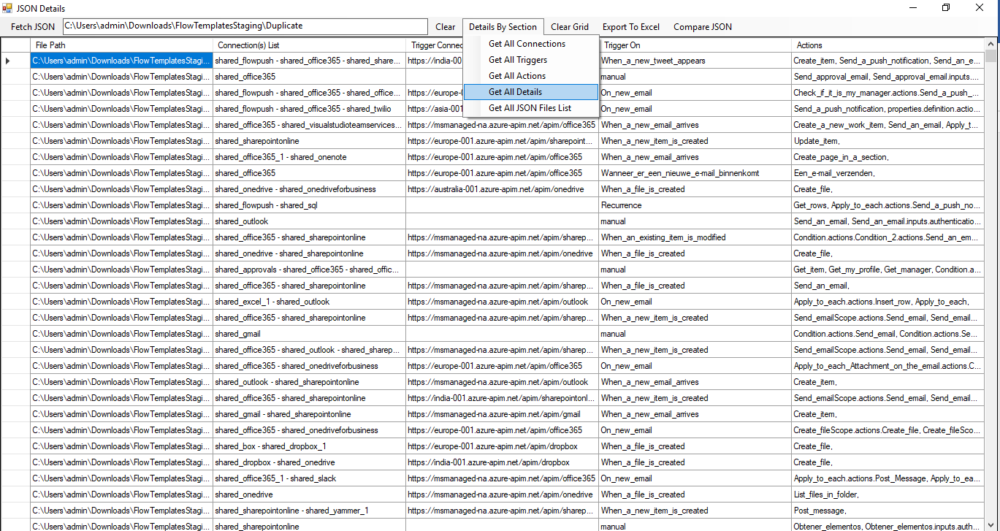 JSON Details
Fetch JSON C:\Users\admin\Downloads\FlowTemplatesStaging\Duplicate Clear Details By Section Clear Grid Export To Excel Compare JSON
Get All Connections
Get All Triggers
Get All Actions
Get All Details
Get All JSON Files List
File Path Connection(s) List Trigger Connec Trigger On Actions
C:\Users\admin\Downloads\FlowTemplatesStagi... shared_flowpush - shared_office365 - shared_share... https://india-00 When_a_new_tweet_appears Create_item, Send_a_push_notification, Send_an_e...
C:\Users\admin\Downloads\FlowTemplatesStagi... shared_office365 manual Send_approval_email, Send_approval_email.inputs....
C:\Users\admin\Downloads\FlowTemplatesStagi... shared_flowpush - shared_office365 - shared_office... https://europe-0 On_new_email Check_if_it_is_my_manager.actions.Send_a_push_...
C:\Users\admin\Downloads\FlowTemplatesStagi... shared_flowpush - shared_office365 - shared_twilio https://asia-001 On_new_email Send_a_push_notification, properties.definition.actio...
C:\Users\admin\Downloads\FlowTemplatesStagi... shared_office365 - shared_visualstudioteamservices... https://msmanaged-na.azure-apim.net/apim/office365 When_a_new_email_arrives Create_a_new_work_item, Send_an_email, Apply_t...
C:\Users\admin\Downloads\FlowTemplatesStagi... shared_sharepointonline https://europe-001.azure-apim.net/apim/sharepoint... When_a_new_item_is_created Update_item,
C:\Users\admin\Downloads\FlowTemplatesStagi... shared_office365_1 - shared_onenote https://europe-001.azure-apim.net/apim/office365 When_a_new_email_arrives Create_page_in_a_section,
C:\Users\admin\Downloads\FlowTemplatesStagi... shared_office365 https://europe-001.azure-apim.net/apim/office365 Wanneer_er_een_nieuwe_e-mail_binnenkomt Een_e-mail_verzenden,
C:\Users\admin\Downloads\FlowTemplatesStagi... shared_onedrive - shared_onedriveforbusiness https://australia-001.azure-apim.net/apim/onedrive When_a_file_is_created Create_file,
C:\Users\admin\Downloads\FlowTemplatesStagi... shared_flowpush - shared_sql Recurrence Get_rows, Apply_to_each.actions.Send_a_push_no...
C:\Users\admin\Downloads\FlowTemplatesStagi... shared_outlook manual Send_an_email, Send_an_email.inputs.authenticatio...
C:\Users\admin\Downloads\FlowTemplatesStagi... shared_office365 - shared_sharepointonline https://msmanaged-na.azure-apim.net/apim/sharep... When_an_existing_item_is_modified Condition.actions.Condition_2.actions.Send_an_em...
C:\Users\admin\Downloads\FlowTemplatesStagi... shared_onedrive - shared_sharepointonline https://msmanaged-na.azure-apim.net/apim/onedrive When_a_file_is_created Create_file,
C:\Users\admin\Downloads\FlowTemplatesStagi... shared_approvals - shared_office365 - shared_offic... manual Get_item, Get_my_profile, Get_manager, Condition.a...
C:\Users\admin\Downloads\FlowTemplatesStagi... shared_office365 - shared_sharepointonline https://msmanaged-na.azure-apim.net/apim/sharep... When_a_file_is_created Send_an_email,
C:\Users\admin\Downloads\FlowTemplatesStagi... shared_excel_1 - shared_outlook https://msmanaged-na.azure-apim.net/apim/outlook On_new_email Apply_to_each.actions.Insert_row, Apply_to_each,
C:\Users\admin\Downloads\FlowTemplatesStagi... shared_office365 - shared_sharepointonline https://msmanaged-na.azure-apim.net/apim/sharep... When_a_new_item_is_created Send_emailScope.actions.Send_email, Send_email...
C:\Users\admin\Downloads\FlowTemplatesStagi... shared_gmail manual Condition.actions.Send_email, Condition.actions.Se...
C:\Users\admin\Downloads\FlowTemplatesStagi... shared_office365 - shared_outlook - shared_sharep... https://msmanaged-na.azure-apim.net/apim/sharep... When_a_new_item_is_created Send_emailScope.actions.Send_email, Send_email...
C:\Users\admin\Downloads\FlowTemplatesStagi... shared_office365 - shared_onedriveforbusiness https://europe-001.azure-apim.net/apim/office365 On_new_email Apply_to_each_Attachment_on_the_email.actions.C...
C:\Users\admin\Downloads\FlowTemplatesStagi... shared_outlook - shared_sharepointonline https://msmanaged-na.azure-apim.net/apim/outlook When_a_new_email_arrives Create_item,
C:\Users\admin\Downloads\FlowTemplatesStagi... shared_office365 - shared_sharepointonline https://india-001.azure-apim.net/apim/sharepointonl... When_a_new_item_is_created Send_emailScope.actions.Send_email, Send_email...
C:\Users\admin\Downloads\FlowTemplatesStagi... shared_gmail - shared_sharepointonline https://msmanaged-na.azure-apim.net/apim/gmail When_a_new_email_arrives Create_item,
C:\Users\admin\Downloads\FlowTemplatesStagi... shared_office365 - shared_onedriveforbusiness https://europe-001.azure-apim.net/apim/office365 On_new_email Create_fileScope.actions.Create_file, Create_fileSco...
C:\Users\admin\Downloads\FlowTemplatesStagi... shared_box - shared_dropbox_1 https://europe-001.azure-apim.net/apim/dropbox When_a_file_is_created Create_file,
C:\Users\admin\Downloads\FlowTemplatesStagi... shared_dropbox - shared_onedrive https://india-001.azure-apim.net/apim/dropbox When_a_file_is_created Create_file,
C:\Users\admin\Downloads\FlowTemplatesStagi... shared_office365_1 - shared_slack https://msmanaged-na.azure-apim.net/apim/office365 On_new_email Apply_to_each.actions.Post_Message, Apply_to_ea...
C:\Users\admin\Downloads\FlowTemplatesStagi... shared_onedrive https://msmanaged-na.azure-apim.net/apim/onedrive When_a_file_is_created List_files_in_folder,
C:\Users\admin\Downloads\FlowTemplatesStagi... shared_sharepointonline - shared_yammer_1 https://msmanaged-na.azure-apim.net/apim/sharep... When_a_new_item_is_created Post_message,
C:\Users\admin\Downloads\FlowTemplatesStagi... shared_sharepointonline manual Obtener_elementos, Obtener_elementos.inputs.auth...